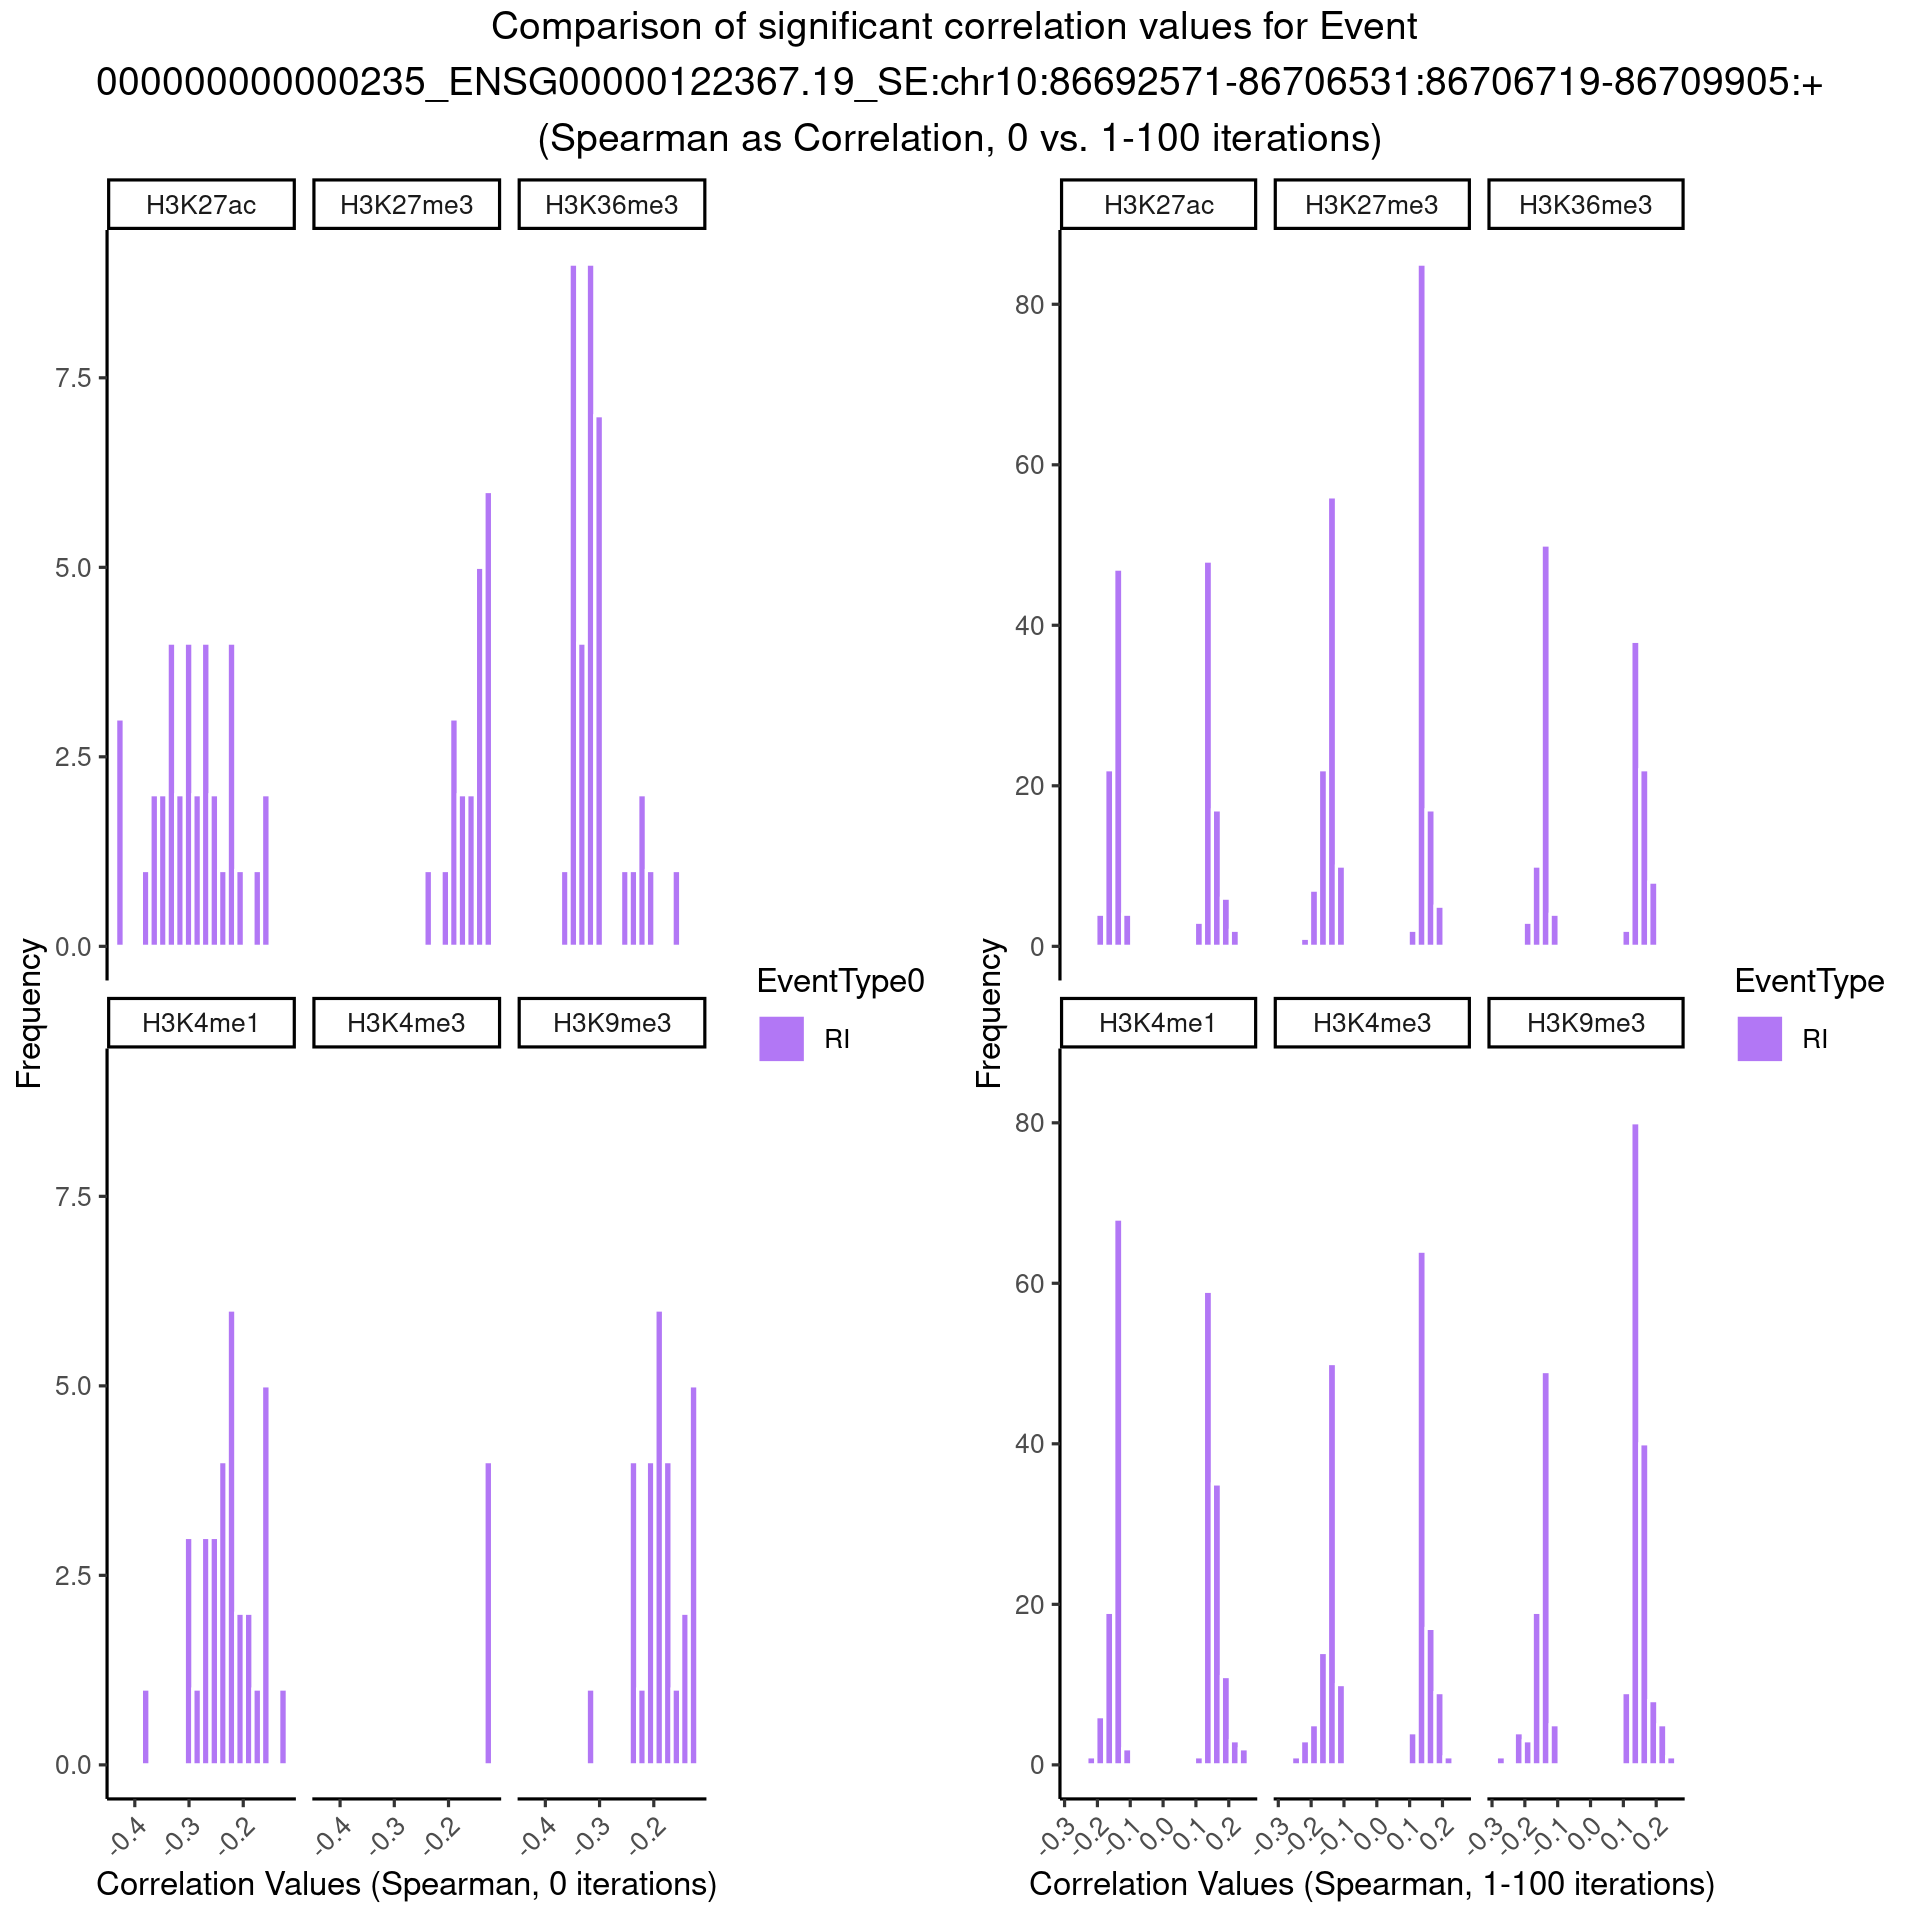 Comparison of significant correlation values for Event
000000000000235_ENSG00000122367.19_SE:chr10:86692571-86706531:86706719-86709905:+
(Spearman as Correlation, 0 vs. 1-100 iterations)
H3K27ac H3K27me3 H3K36me3
7.5
5.0
2.5
0.0
H3K4me1 H3K4me3 H3K9me3
7.5
5.0
2.5
0.0
-0.4 -0.3 -0.2 -0.4 -0.3 -0.2 -0.4 -0.3 -0.2
Frequency
Correlation Values (Spearman, 0 iterations)
EventType0
RI
H3K27ac H3K27me3 H3K36me3
80
60
40
20
0
H3K4me1 H3K4me3 H3K9me3
80
60
40
20
0
-0.3 -0.2 -0.1 0.0 0.1 0.2 -0.3 -0.2 -0.1 0.0 0.1 0.2 -0.3 -0.2 -0.1 0.0 0.1 0.2
Frequency
Correlation Values (Spearman, 1-100 iterations)
EventType
RI